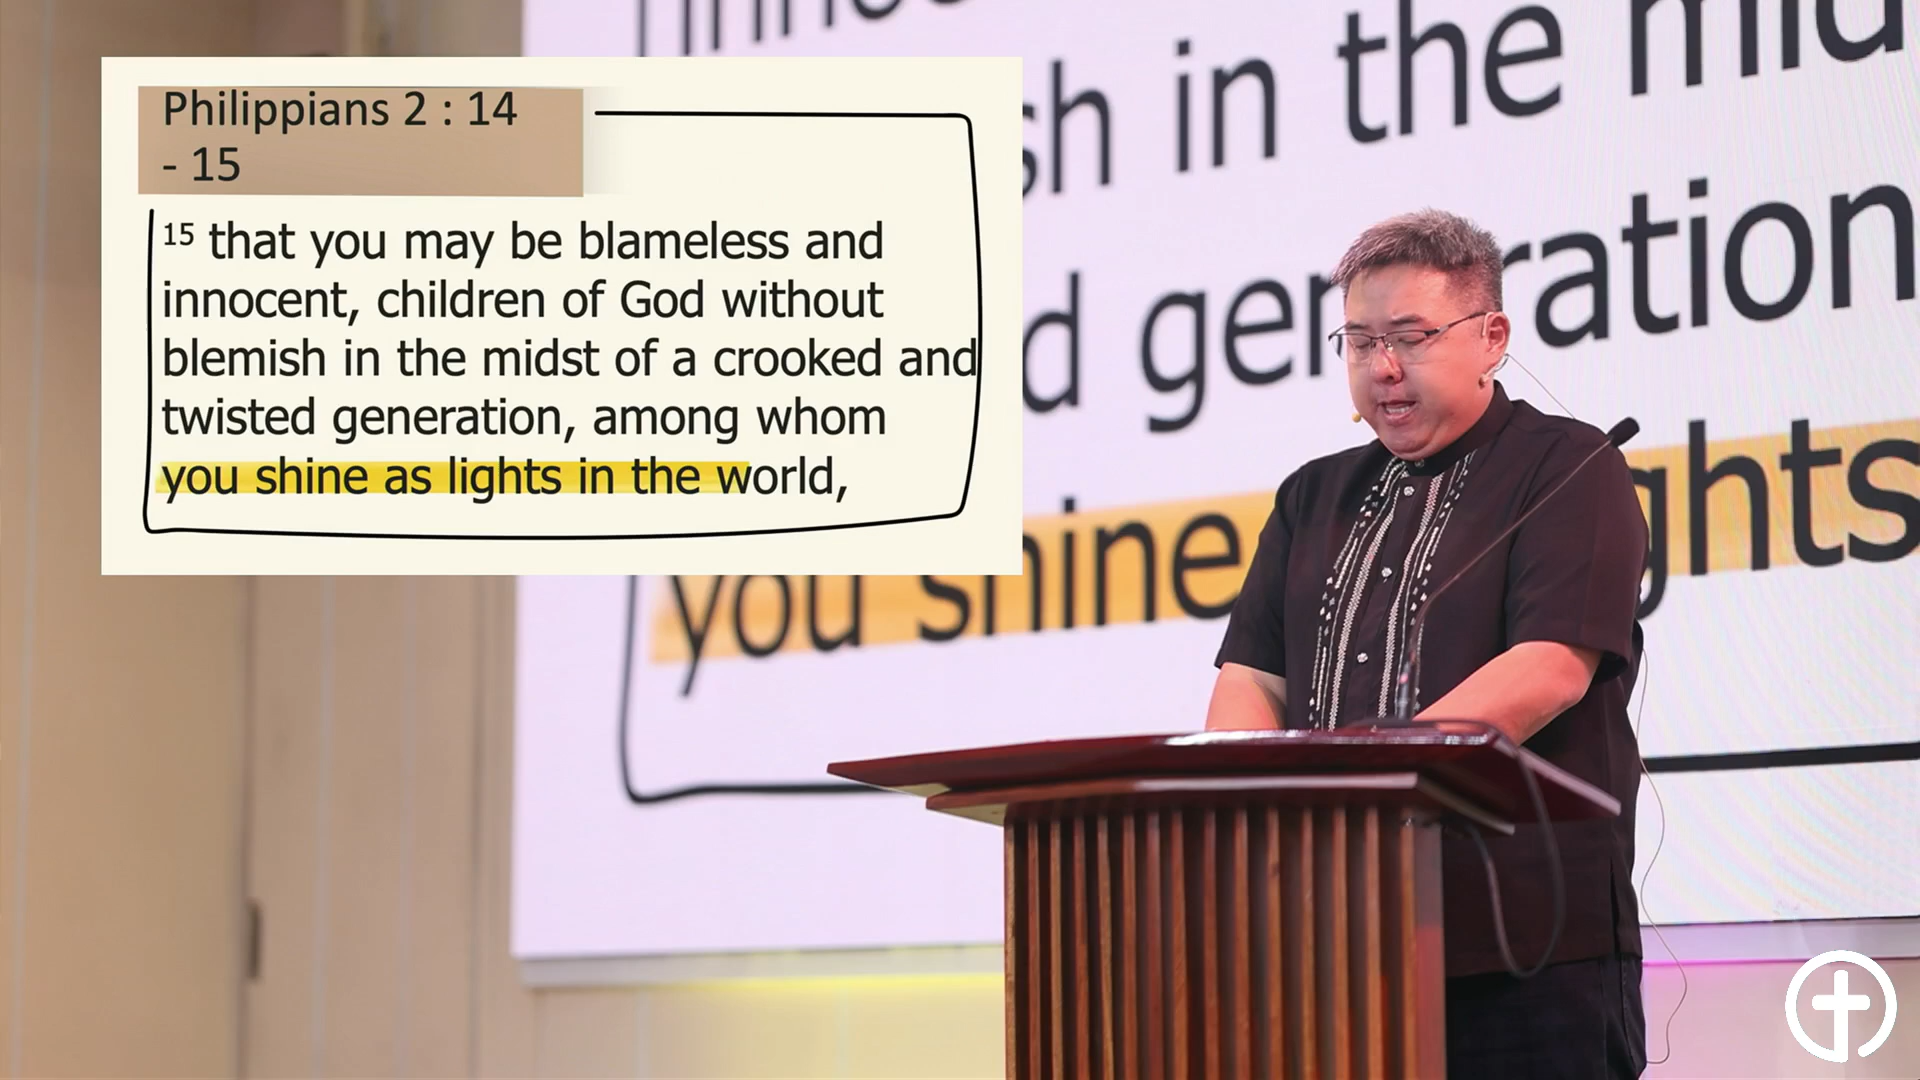 Philippians 2 : 14
- 15
15 that you may be blameless and
innocent, children of God without
blemish in the midst of a crooked and
twisted generation, among whom
you shine as lights in the world,
sh in the mid
d generation
you shine ghts